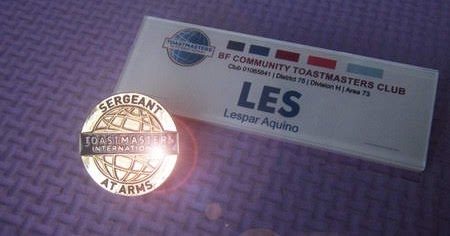 SERGEANT
TOASTMASTERS
INTERNATIONAL
AT ARMS
TOASTMASTERS
BF COMMUNITY TOASTMASTERS CLUB
LES
Lespar Aquino